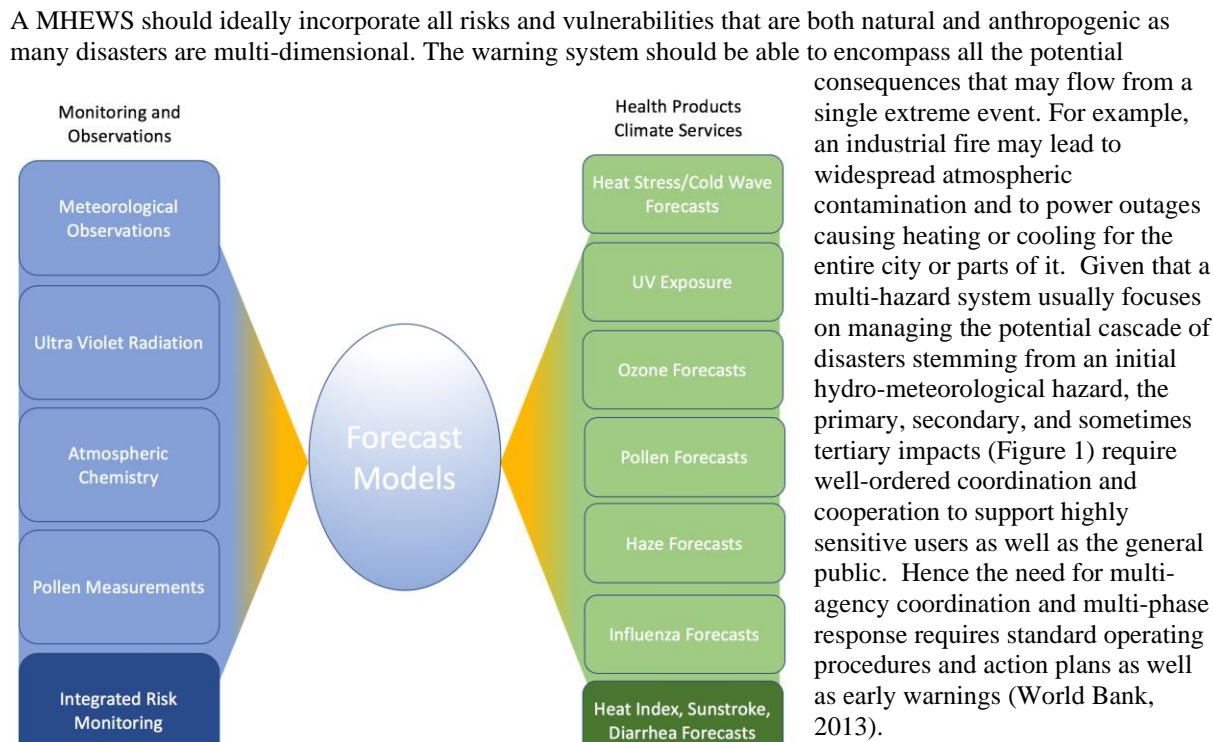 A MHEWS should ideally incorporate all risks and vulnerabilities that are both natural and anthropogenic as
many disasters are multi-dimensional. The warning system should be able to encompass all the potential
consequences that may flow from a
single extreme event. For example,
an industrial fire may lead to
widespread atmospheric
contamination and to power outages
causing heating or cooling for the
entire city or parts of it.  Given that a
multi-hazard system usually focuses
on managing the potential cascade of
disasters stemming from an initial
hydro-meteorological hazard, the
primary, secondary, and sometimes
tertiary impacts (Figure 1) require
well-ordered coordination and
cooperation to support highly
sensitive users as well as the general
public.  Hence the need for multi-
agency coordination and multi-phase
response requires standard operating
procedures and action plans as well
as early warnings (World Bank,
2013).
Monitoring and
Observations
Meteorological
Observations
Ultra Violet Radiation
Atmospheric
Chemistry
Pollen Measurements
Integrated Risk
Monitoring
Forecast
Models
Health Products
Climate Services
Heat Stress/Cold Wave
Forecasts
UV Exposure
Ozone Forecasts
Pollen Forecasts
Haze Forecasts
Influenza Forecasts
Heat Index, Sunstroke,
Diarrhea Forecasts